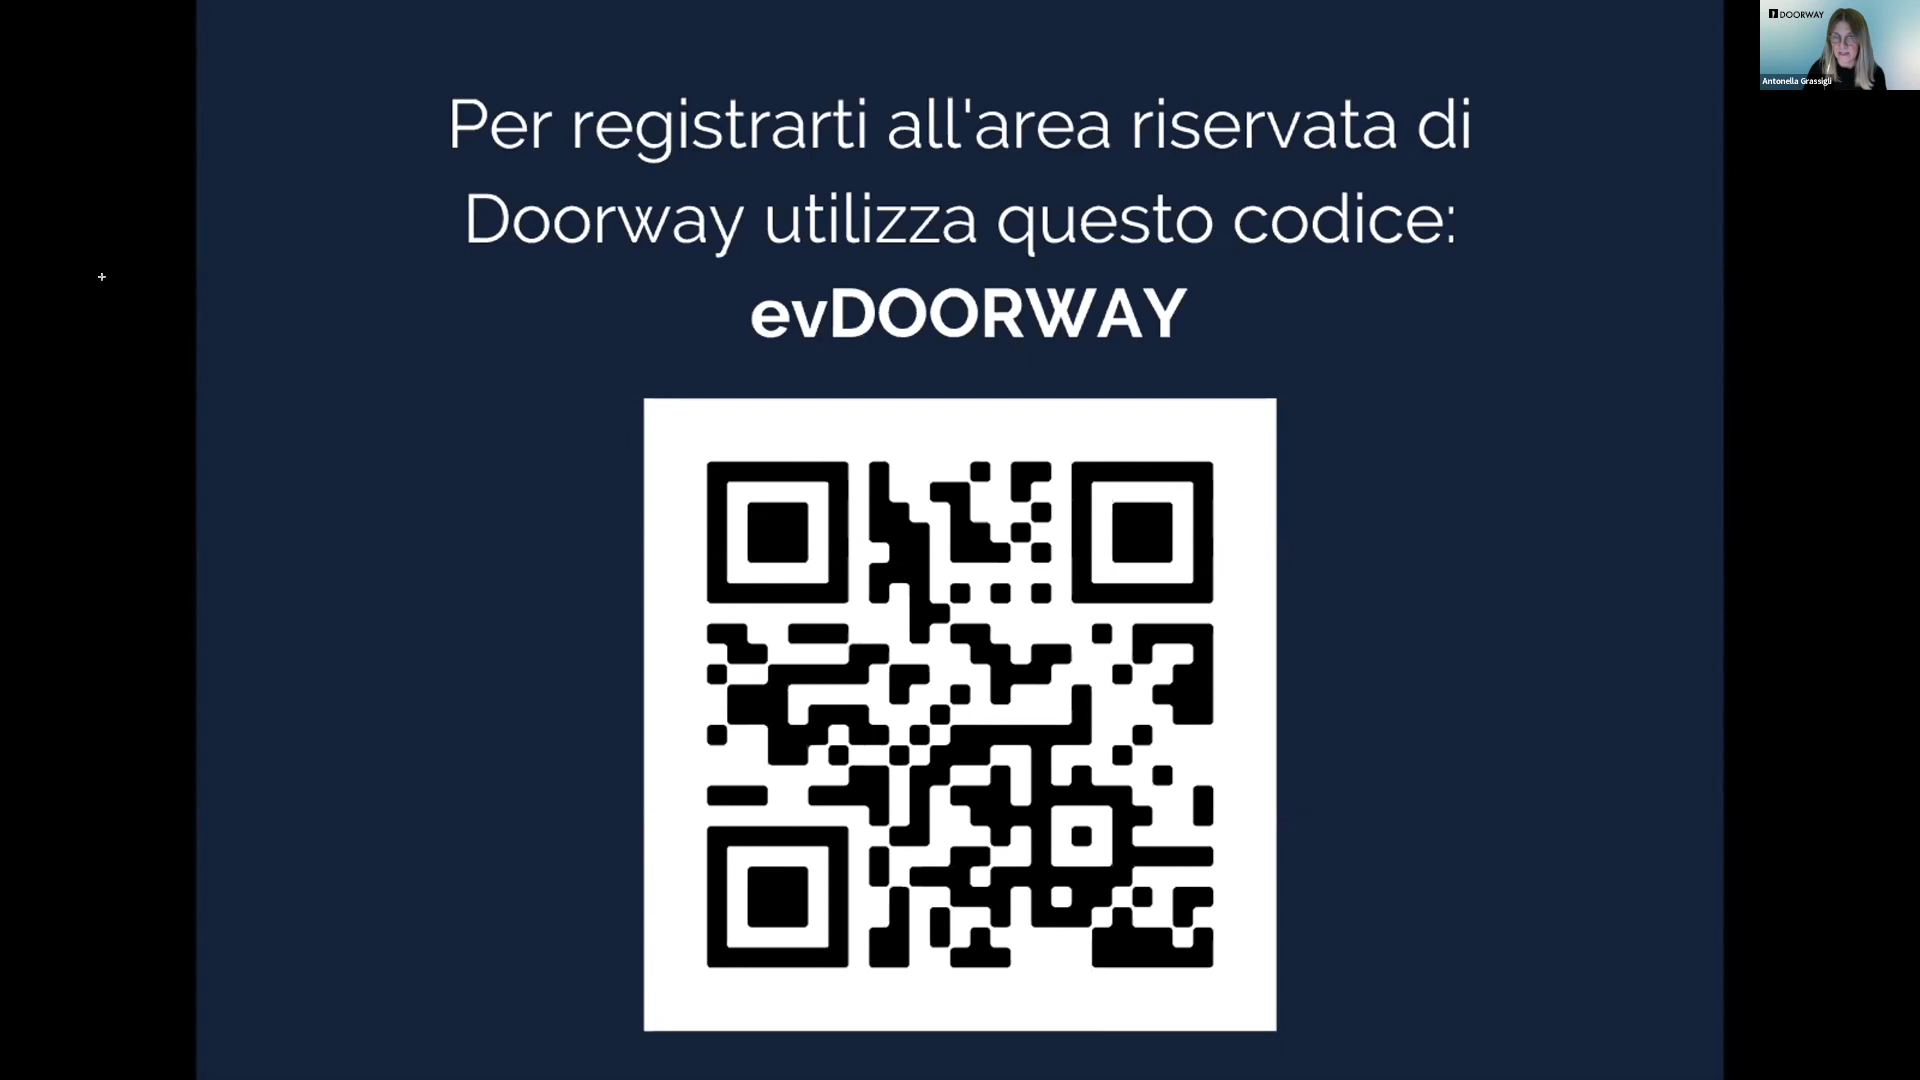 DOORWAY
Antonella Grassigli
Per registrarti all'area riservata di
Doorway utilizza questo codice:
evDOORWAY